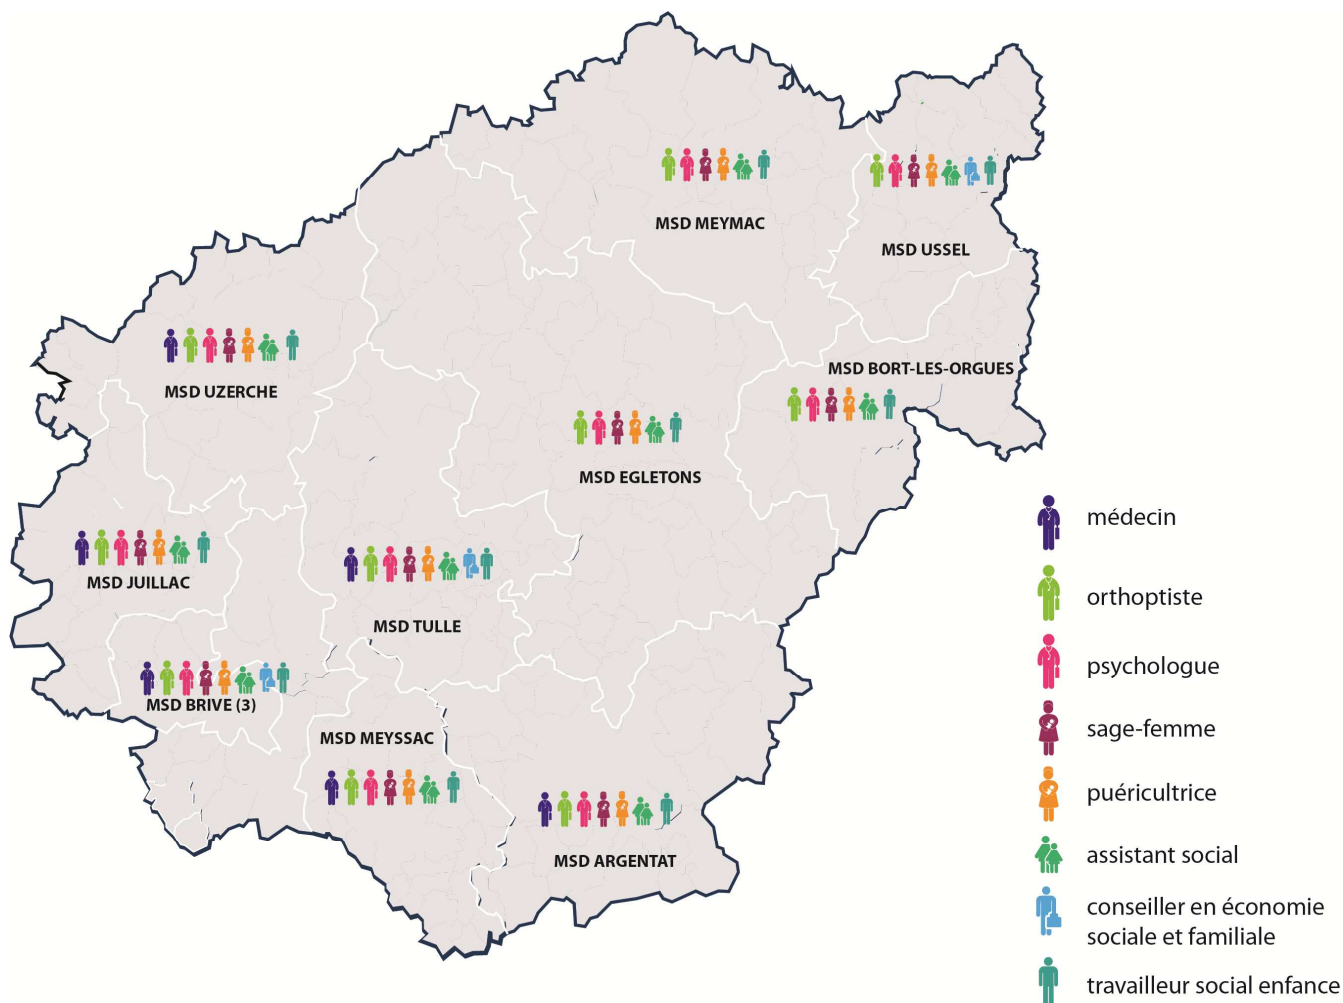 MSD MEYMAC
MSD USSEL
MSD BORT-LES-ORGUES
MSD UZERCHE
MSD EGLETONS
MSD JUILLAC
MSD TULLE
MSD BRIVE (3)
MSD MEYSSAC
MSD ARGENTAT
médecin
orthoptiste
psychologue
sage-femme
puéricultrice
assistant social
conseiller en économie
sociale et familiale
travailleur social enfance